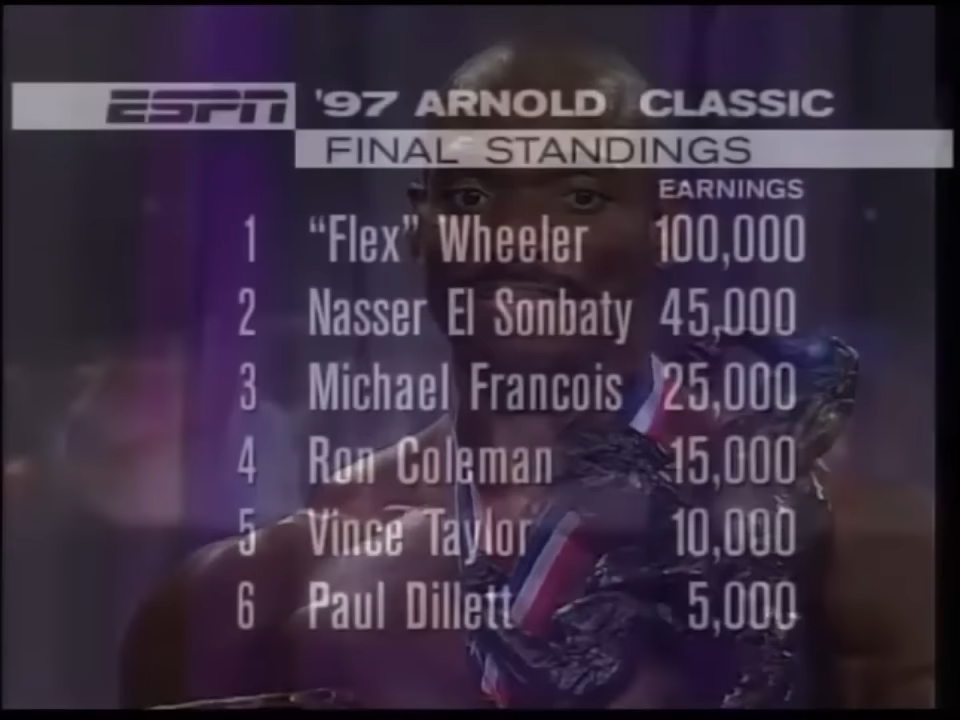 ESPN '97 ARNOLD CLASSIC
FINAL STANDINGS
EARNINGS
1 “Flex” Wheeler 100,000
2 Nasser El Sonbaty 45,000
3 Michael Francois 25,000
4 Ron Coleman 15,000
5 Vince Taylor 10,000
6 Paul Dillett 5,000